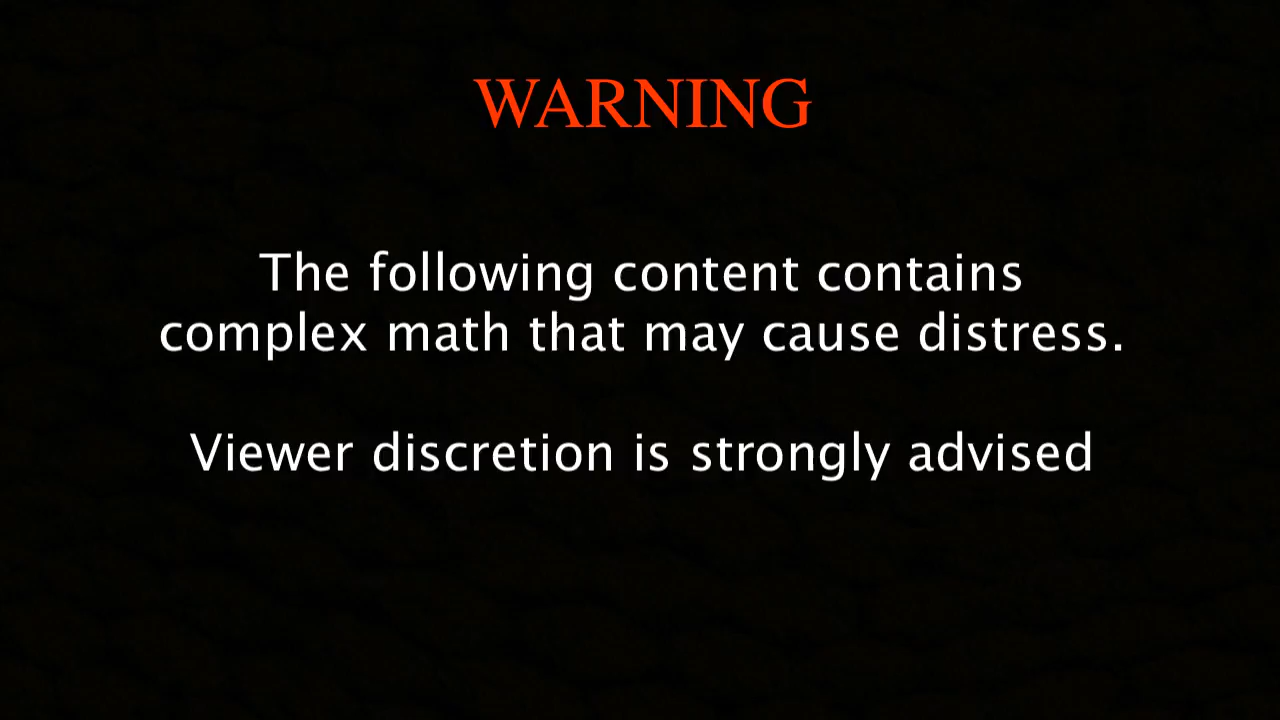 WARNING
The following content contains
complex math that may cause distress.
Viewer discretion is strongly advised